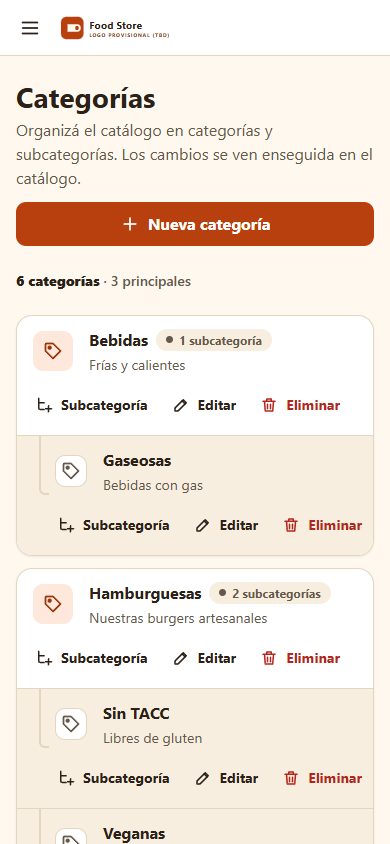 Food Store
LOGO PROVISIONAL (TBD)
Categorías
Organizá el catálogo en categorías y
subcategorías. Los cambios se ven enseguida en el
catálogo.
Nueva categoría
6 categorías · 3 principales
Bebidas 1 subcategoría
Frías y calientes
Subcategoría Editar Eliminar
Gaseosas
Bebidas con gas
Subcategoría Editar Eliminar
Hamburguesas 2 subcategorías
Nuestras burgers artesanales
Subcategoría Editar Eliminar
Sin TACC
Libres de gluten
Subcategoría Editar Eliminar
Veganas